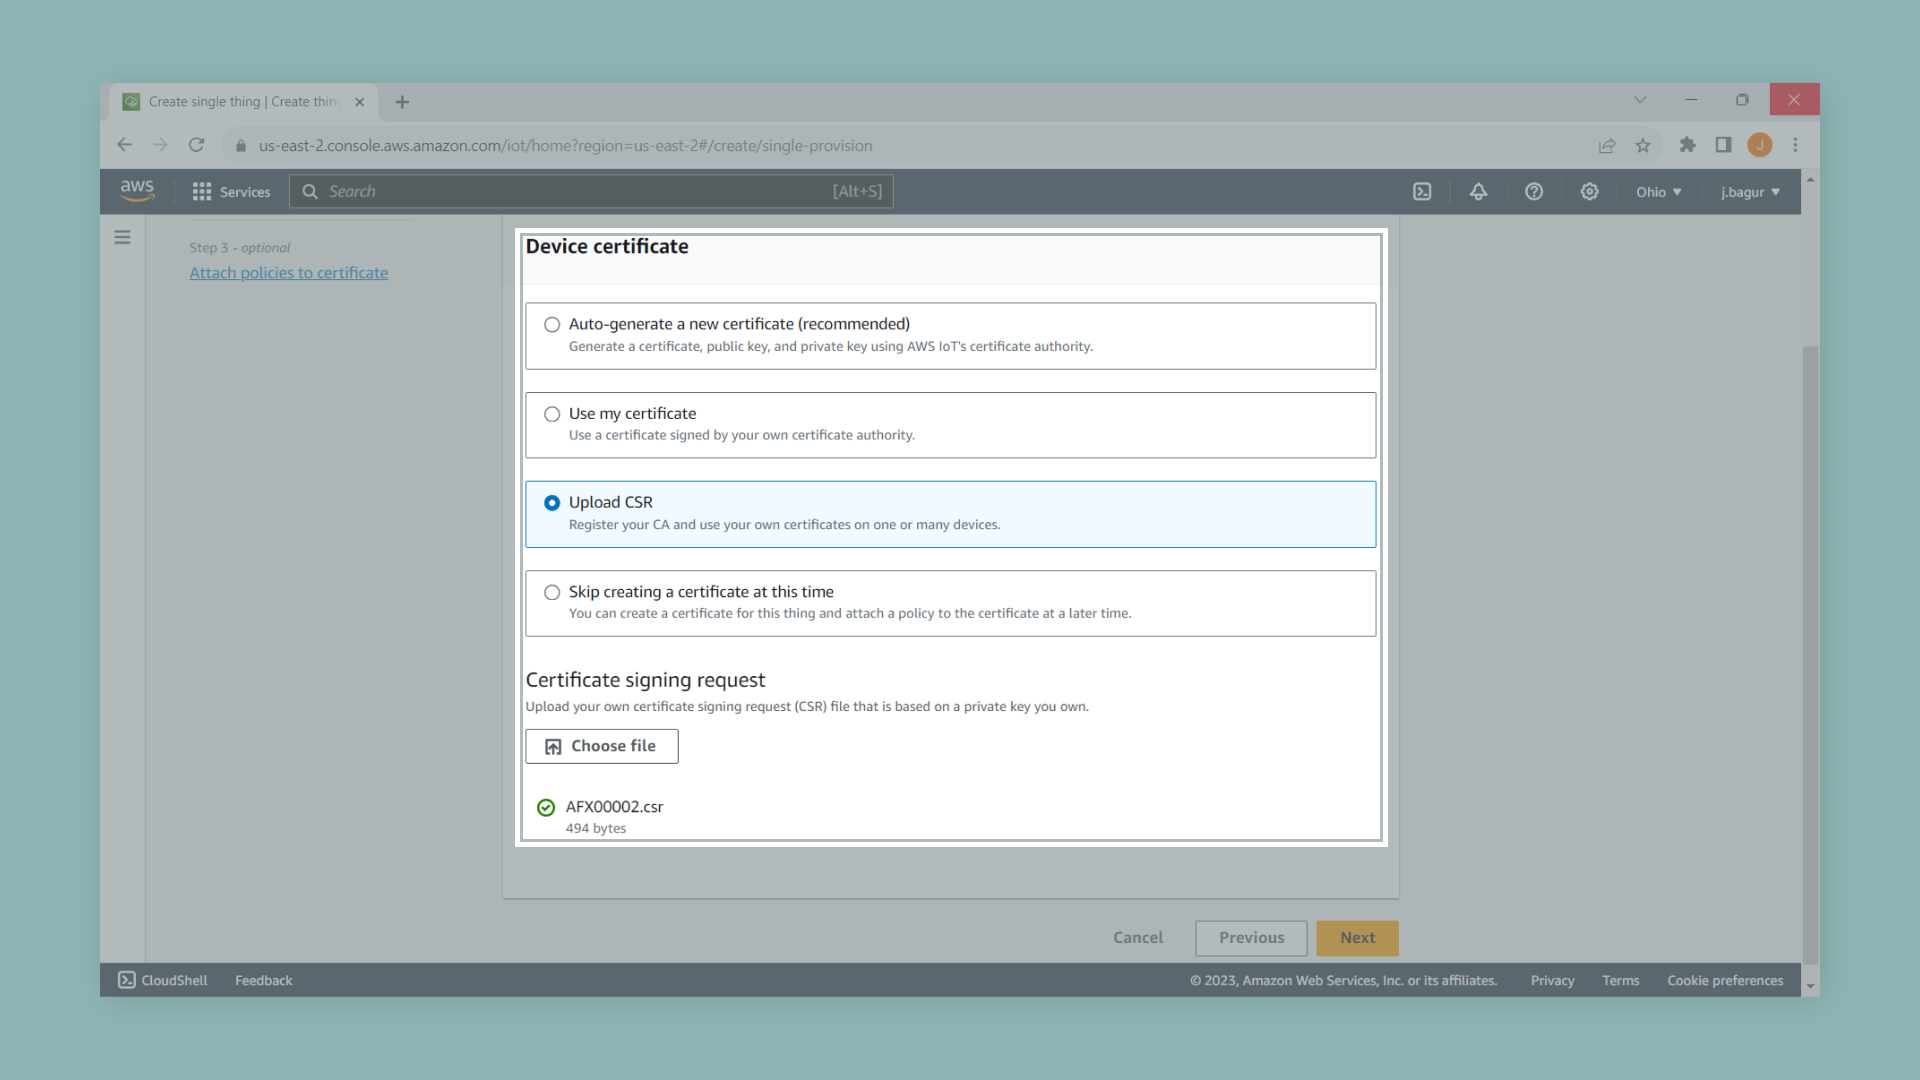 Create single thing | Create thin
us-east-2.console.aws.amazon.com/iot/home?region=us-east-2#/create/single-provision
J
aws
Services
Search
[Alt+S]
Ohio
j.bagur
Step 3 - optional
Attach policies to certificate
Device certificate
Auto-generate a new certificate (recommended)
Generate a certificate, public key, and private key using AWS IoT's certificate authority.
Use my certificate
Use a certificate signed by your own certificate authority.
Upload CSR
Register your CA and use your own certificates on one or many devices.
Skip creating a certificate at this time
You can create a certificate for this thing and attach a policy to the certificate at a later time.
Certificate signing request
Upload your own certificate signing request (CSR) file that is based on a private key you own.
Choose file
AFX00002.csr
494 bytes
Cancel
Previous
Next
CloudShell
Feedback
© 2023, Amazon Web Services, Inc. or its affiliates.
Privacy
Terms
Cookie preferences